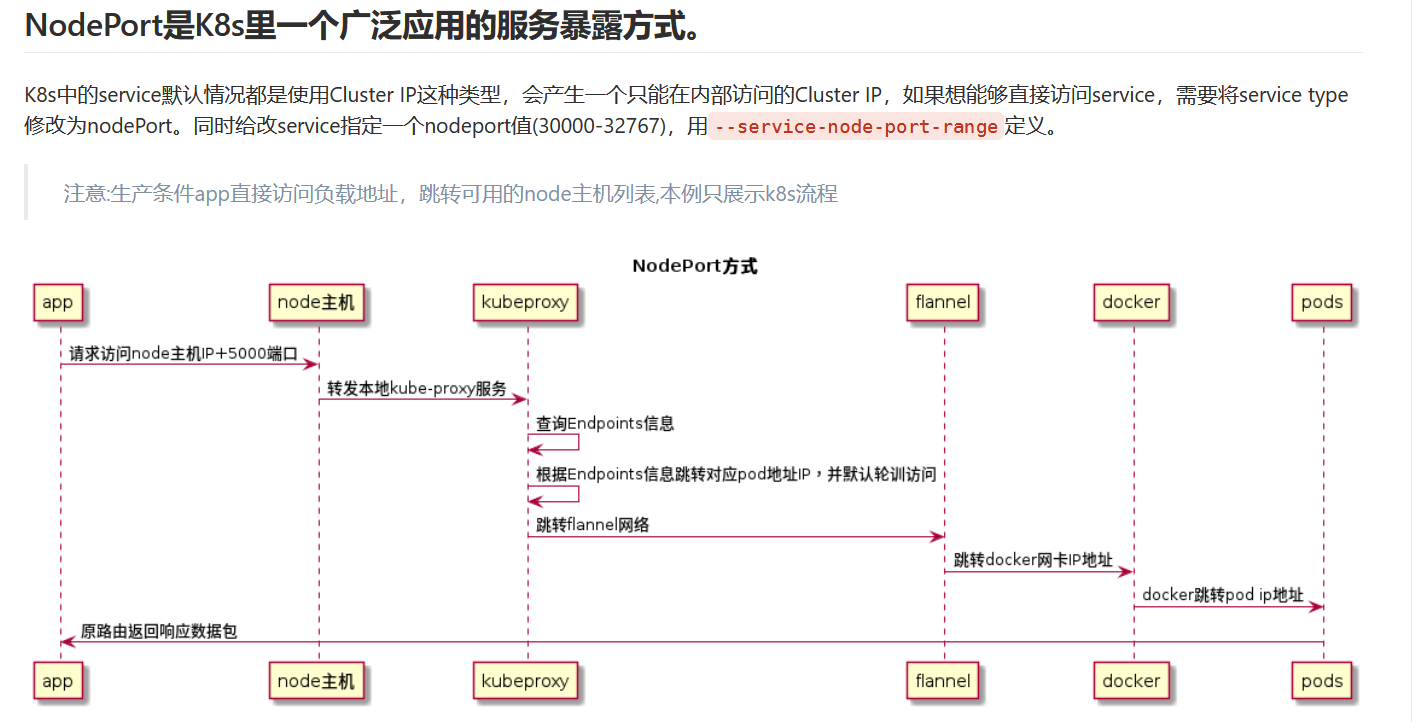 NodePort是K8s里一个广泛应用的服务暴露方式。
K8s中的service默认情况都是使用Cluster IP这种类型，会产生一个只能在内部访问的Cluster IP，如果想能够直接访问service，需要将service type
修改为nodePort。同时给改service指定一个nodeport值(30000-32767)，用 --service-node-port-range 定义。
注意:生产条件app直接访问负载地址，跳转可用的node主机列表,本例只展示k8s流程
NodePort方式
app node主机 kubeproxy flannel docker pods
请求访问node主机IP+5000端口
转发本地kube-proxy服务
查询Endpoints信息
根据Endpoints信息跳转对应pod地址IP，并默认轮训访问
跳转flannel网络
跳转docker网卡IP地址
docker跳转pod ip地址
原路由返回响应数据包
app node主机 kubeproxy flannel docker pods